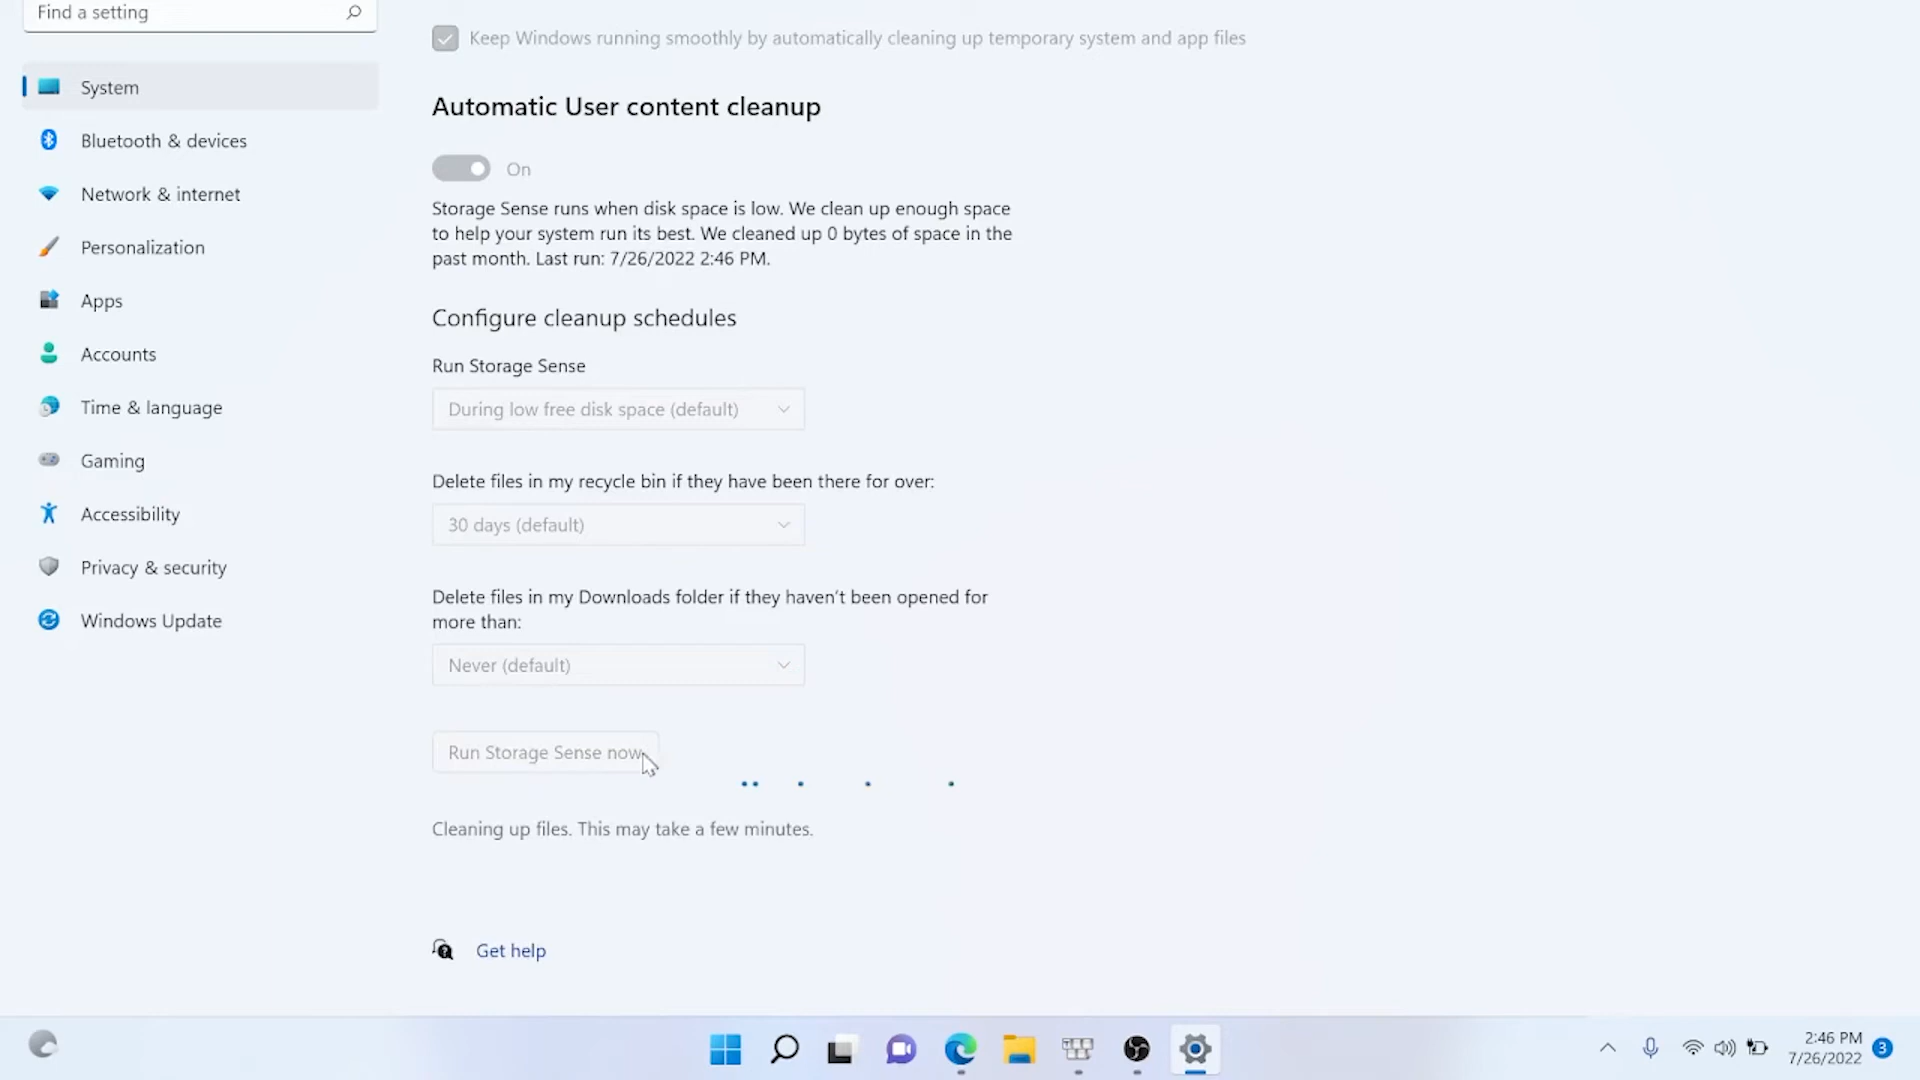 Find a setting
Keep Windows running smoothly by automatically cleaning up temporary system and app files
System
Automatic User content cleanup
Bluetooth & devices
On
Network & internet
Storage Sense runs when disk space is low. We clean up enough space
to help your system run its best. We cleaned up 0 bytes of space in the
past month. Last run: 7/26/2022 2:46 PM.
Personalization
Apps
Configure cleanup schedules
Accounts
Run Storage Sense
Time & language
During low free disk space (default)
Gaming
Delete files in my recycle bin if they have been there for over:
Accessibility
30 days (default)
Privacy & security
Delete files in my Downloads folder if they haven't been opened for
more than:
Windows Update
Never (default)
Run Storage Sense now
Cleaning up files. This may take a few minutes.
Get help
2:46 PM
7/26/2022
3